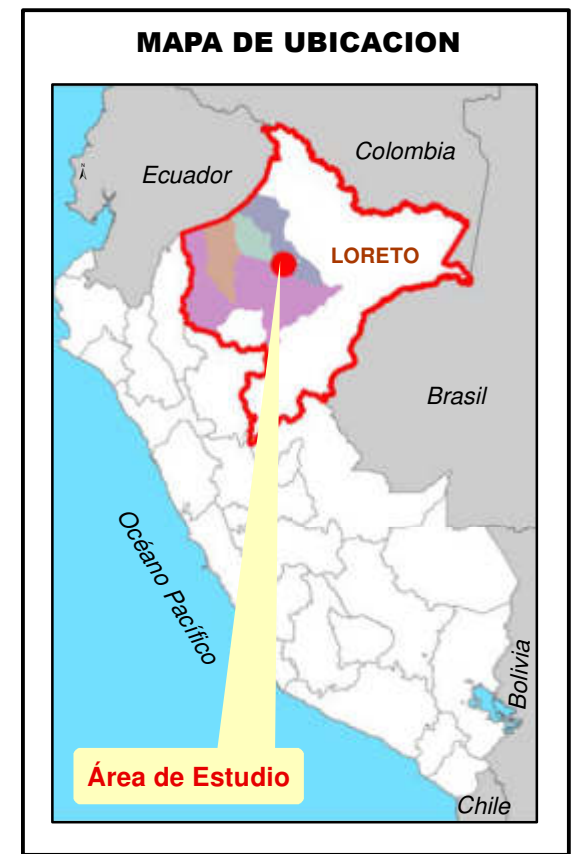 MAPA DE UBICACION
Colombia
Ecuador
N
LORETO
Brasil
Océano Pacífico
Bolivia
Área de Estudio
Chile